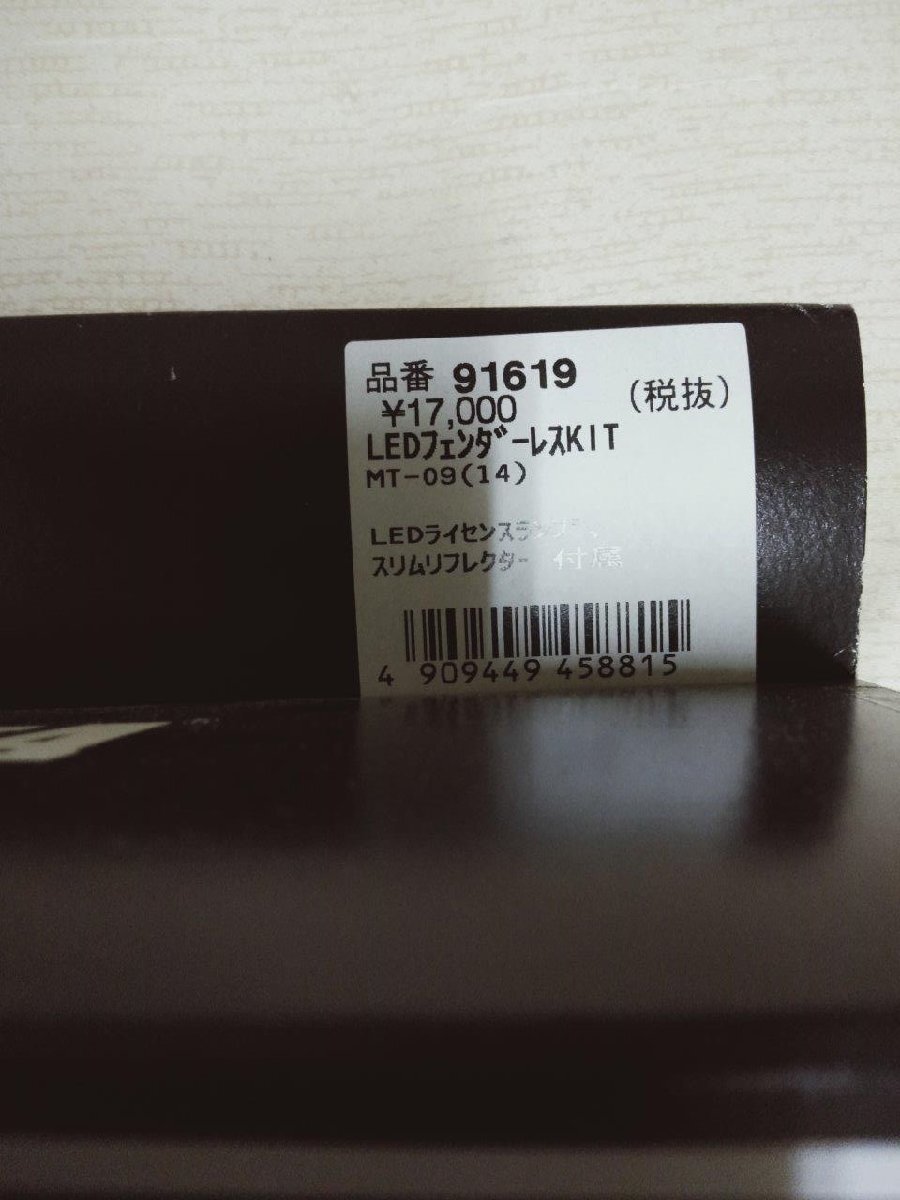 品番 91619
¥17,000 (税抜)
LEDフェンダーレスKIT
MT-09(14)
LEDライセンスランプ、
スリムリフレクター 付属
4 909449 458815